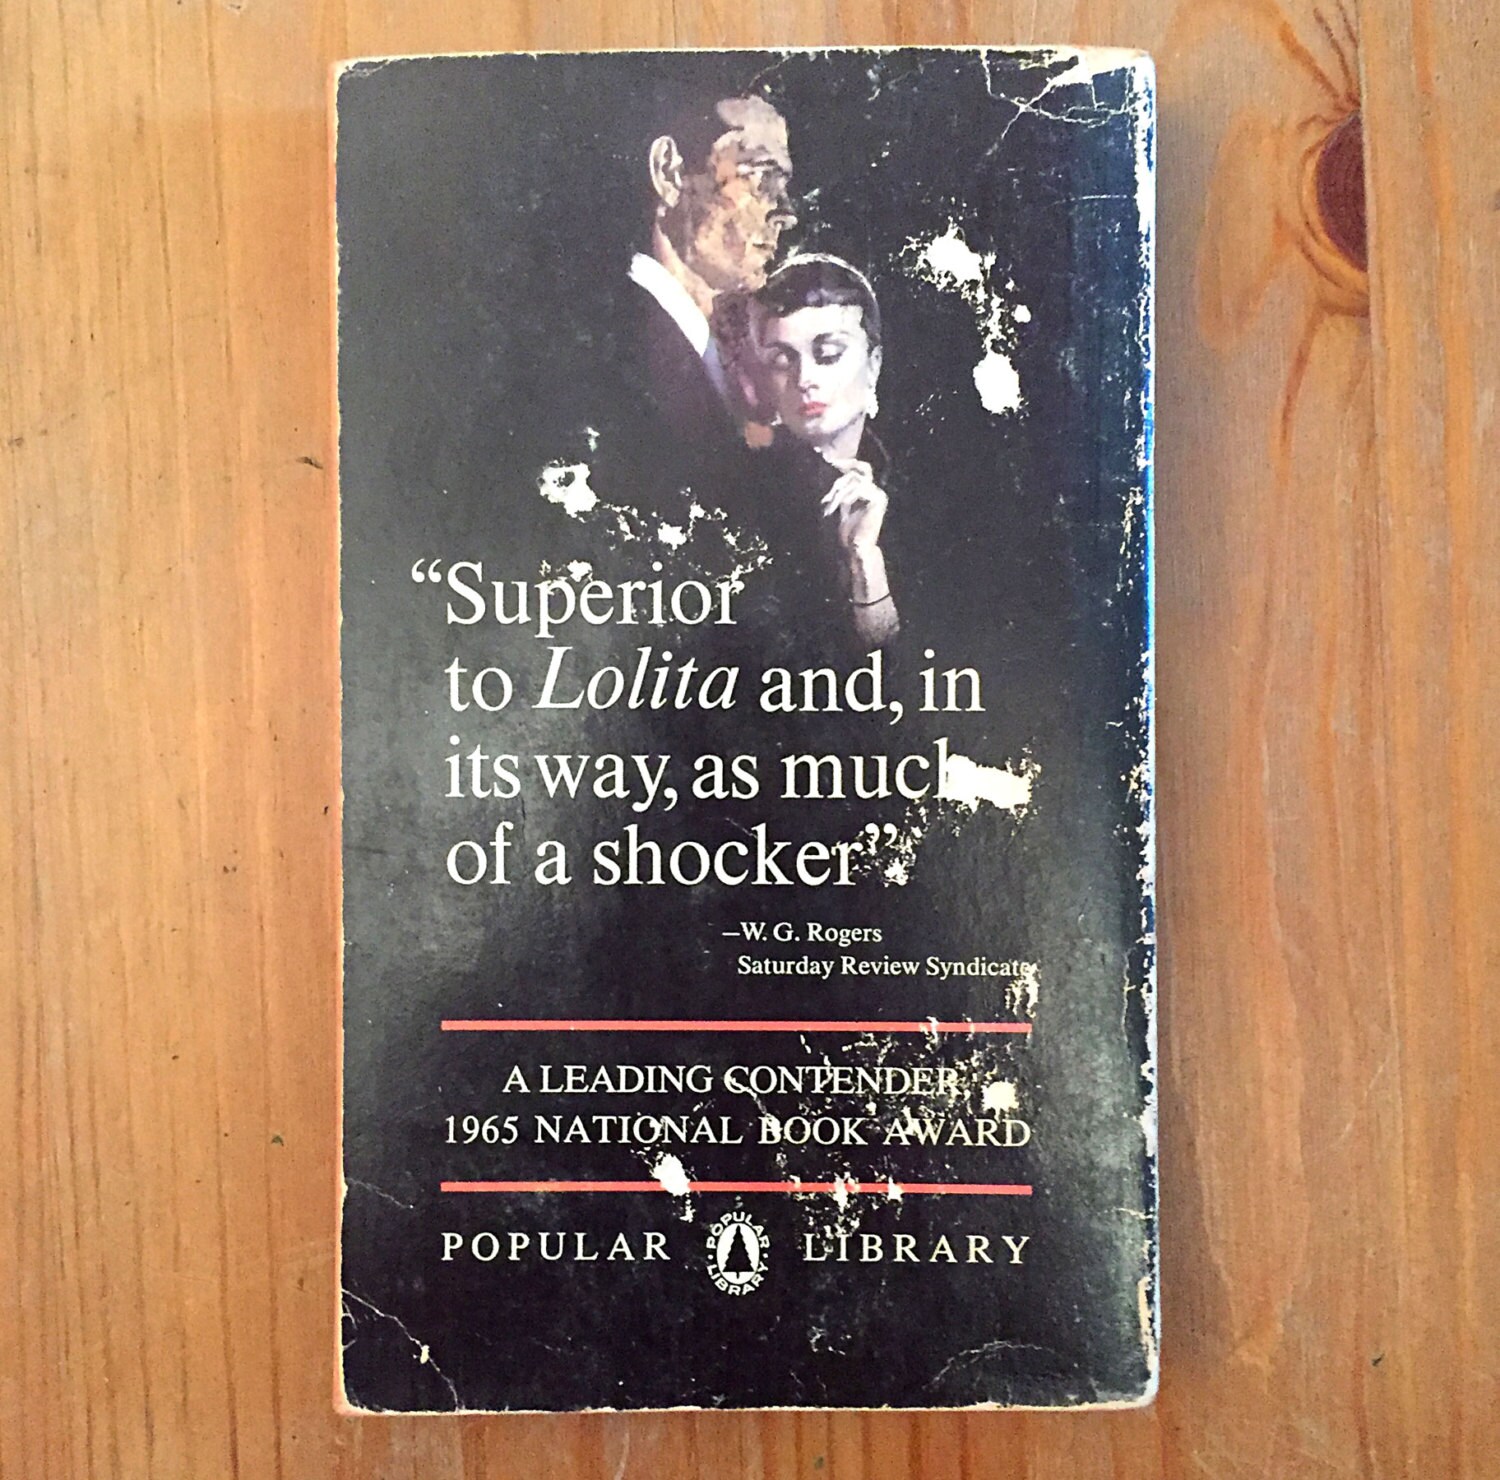 “Superior
to Lolita and, in
its way, as much
of a shocker”
—W. G. Rogers
Saturday Review Syndicate
A LEADING CONTENDER,
1965 NATIONAL BOOK AWARD
POPULAR LIBRARY
POPULAR LIBRARY